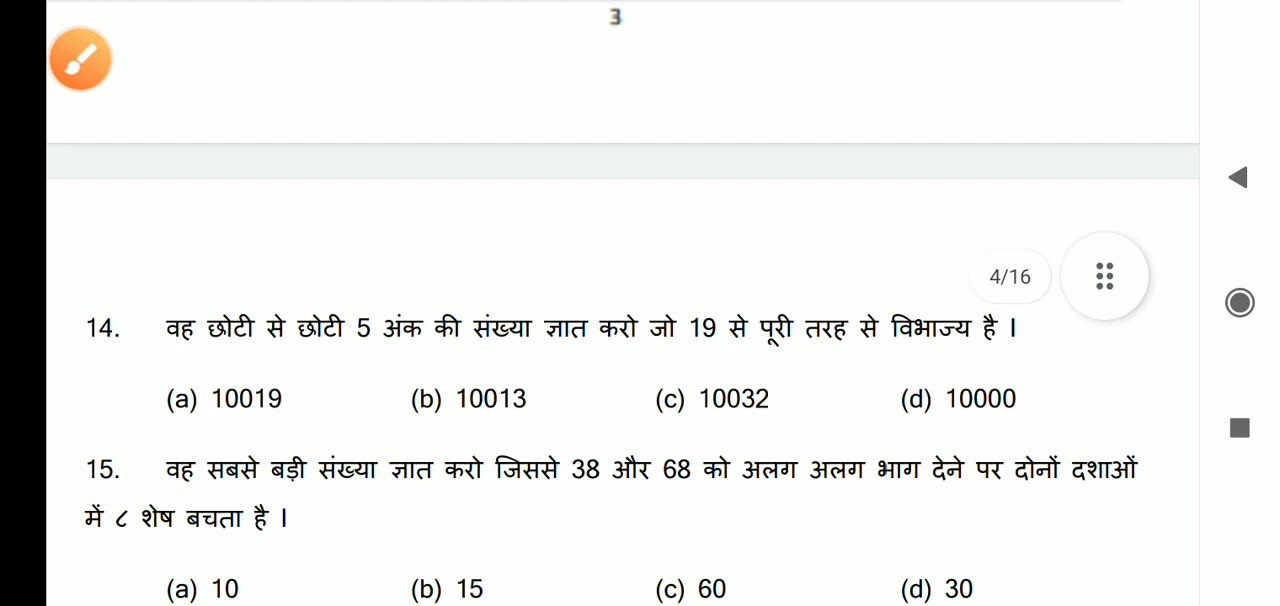 3
4/16
14. वह छोटी से छोटी 5 अंक की संख्या ज्ञात करो जो 19 से पूरी तरह से विभाज्य है I
(a) 10019 (b) 10013 (c) 10032 (d) 10000
15. वह सबसे बड़ी संख्या ज्ञात करो जिससे 38 और 68 को अलग अलग भाग देने पर दोनों दशाओं
में ८ शेष बचता है I
(a) 10 (b) 15 (c) 60 (d) 30